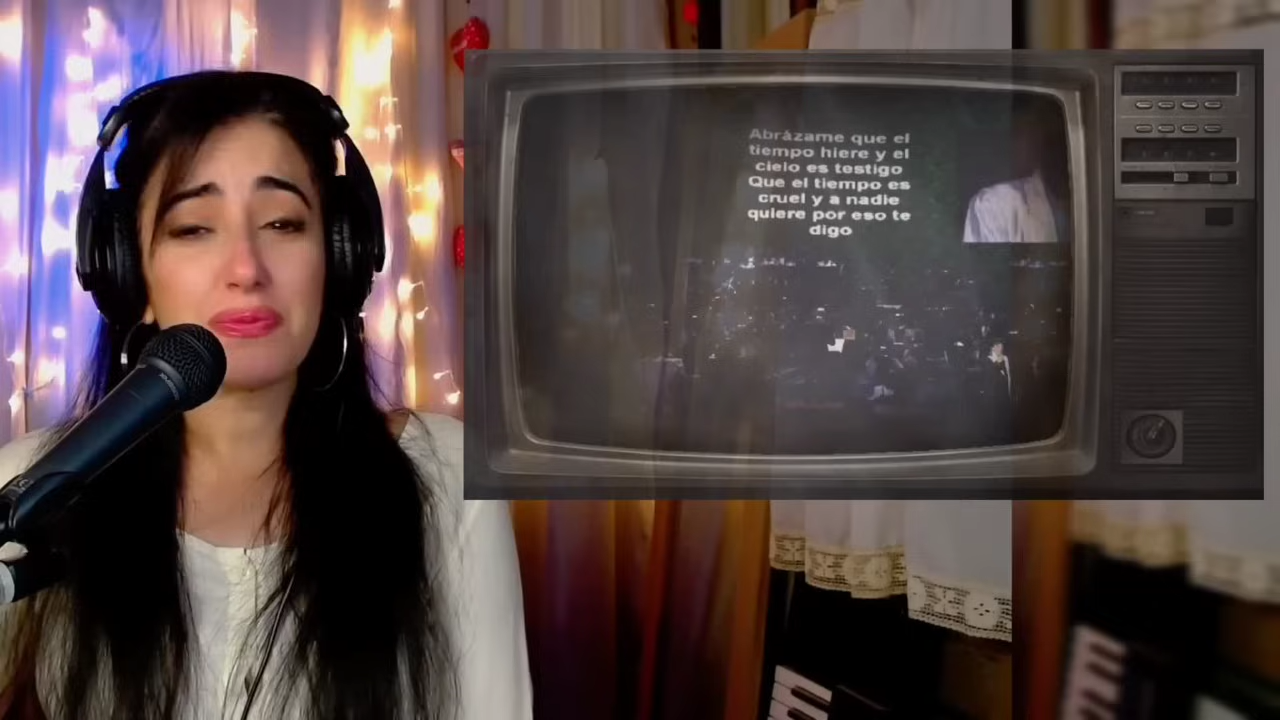 Abrázame que el
tiempo hiere y el
cielo es testigo
Que el tiempo es
cruel y a nadie
quiere por eso te
digo